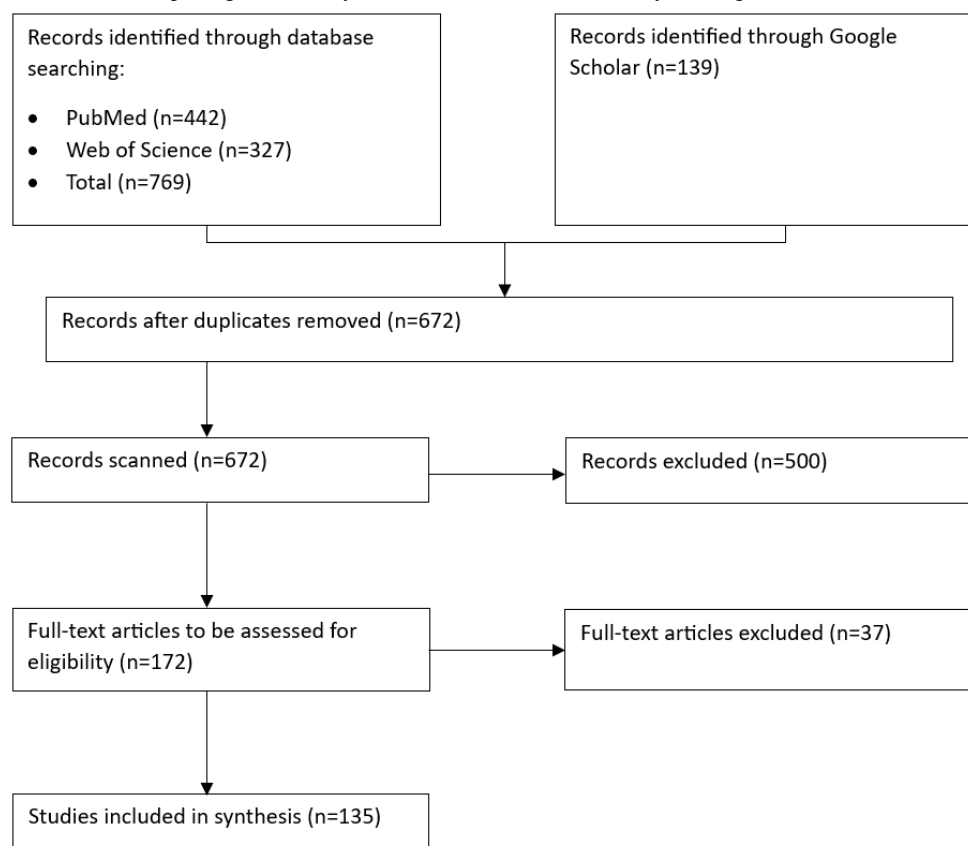 Records identified through database
searching:
• PubMed (n=442)
• Web of Science (n=327)
• Total (n=769)
Records identified through Google
Scholar (n=139)
Records after duplicates removed (n=672)
Records scanned (n=672)
Records excluded (n=500)
Full-text articles to be assessed for
eligibility (n=172)
Full-text articles excluded (n=37)
Studies included in synthesis (n=135)